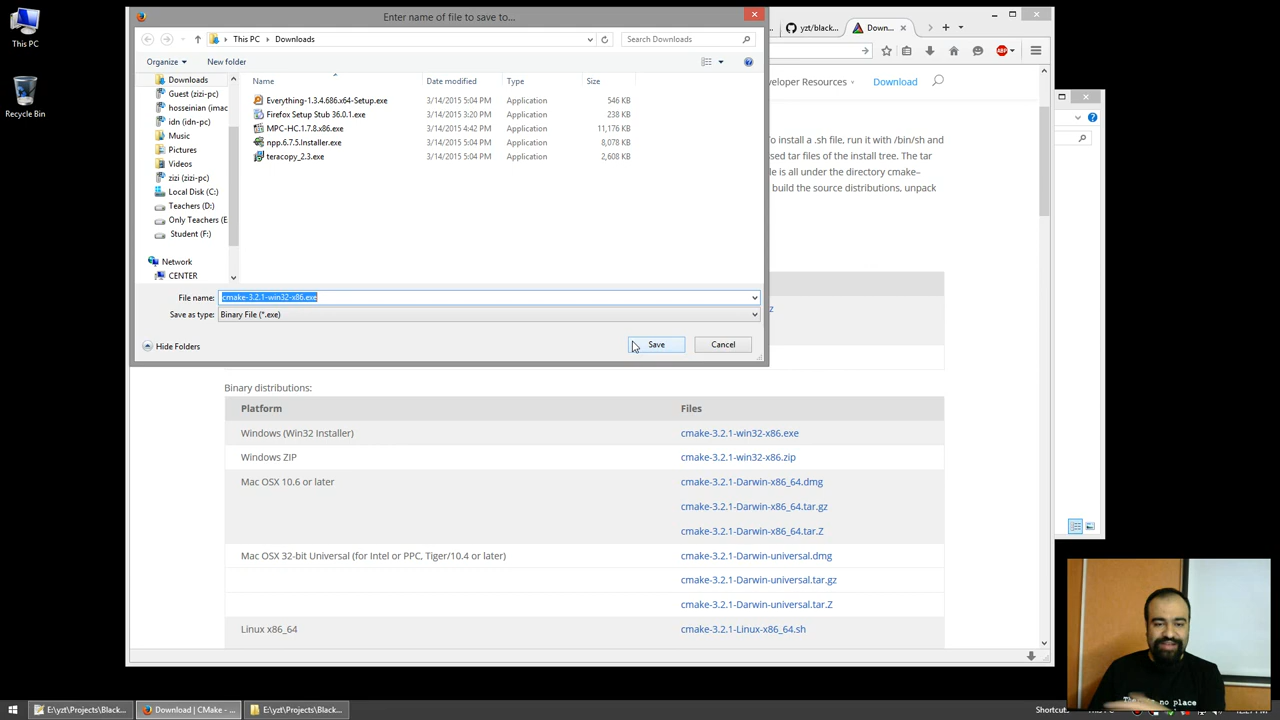 This PC
Recycle Bin
Enter name of file to save to...
This PC
Downloads
Search Downloads
Organize
New folder
Downloads
Guest (zizi-pc)
hosseinian (imac
idn (idn-pc)
Music
Pictures
Videos
zizi (zizi-pc)
Local Disk (C:)
Teachers (D:)
Only Teachers (E
Student (F:)
Network
CENTER
Name
Date modified
Type
Size
Everything-1.3.4.686.x64-Setup.exe
3/14/2015 5:04 PM
Application
546 KB
Firefox Setup Stub 36.0.1.exe
3/14/2015 3:20 PM
Application
238 KB
MPC-HC.1.7.8.x86.exe
3/14/2015 4:42 PM
Application
11,176 KB
npp.6.7.5.Installer.exe
3/14/2015 5:04 PM
Application
8,078 KB
teracopy_2.3.exe
3/14/2015 5:04 PM
Application
2,608 KB
File name:
cmake-3.2.1-win32-x86.exe
Save as type:
Binary File (*.exe)
Hide Folders
Save
Cancel
yzt/black...
Down...
ABP
veloper Resources
Download
o install a .sh file, run it with /bin/sh and
sed tar files of the install tree. The tar
le is all under the directory cmake–
build the source distributions, unpack
z
Binary distributions:
Platform
Files
Windows (Win32 Installer)
cmake-3.2.1-win32-x86.exe
Windows ZIP
cmake-3.2.1-win32-x86.zip
Mac OSX 10.6 or later
cmake-3.2.1-Darwin-x86_64.dmg
cmake-3.2.1-Darwin-x86_64.tar.gz
cmake-3.2.1-Darwin-x86_64.tar.Z
Mac OSX 32-bit Universal (for Intel or PPC, Tiger/10.4 or later)
cmake-3.2.1-Darwin-universal.dmg
cmake-3.2.1-Darwin-universal.tar.gz
cmake-3.2.1-Darwin-universal.tar.Z
Linux x86_64
cmake-3.2.1-Linux-x86_64.sh
no place
E:\yzt\Projects\Black...
Download | CMake - ...
E:\yzt\Projects\Black...
Shortcuts